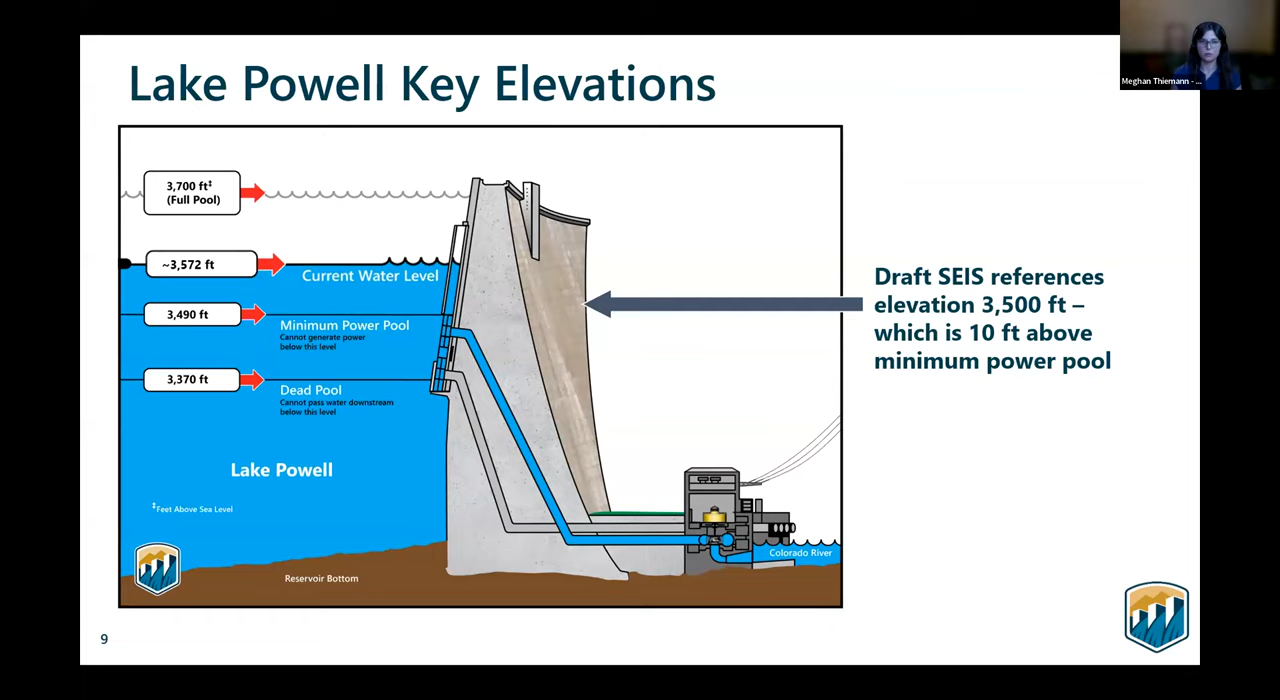 Meghan Thiemann - ...
Lake Powell Key Elevations
3,700 ft‡
(Full Pool)
~3,572 ft
Current Water Level
3,490 ft
Minimum Power Pool
Cannot generate power
below this level
3,370 ft
Dead Pool
Cannot pass water downstream
below this level
Lake Powell
‡Feet Above Sea Level
Reservoir Bottom
Colorado River
Draft SEIS references
elevation 3,500 ft –
which is 10 ft above
minimum power pool
9